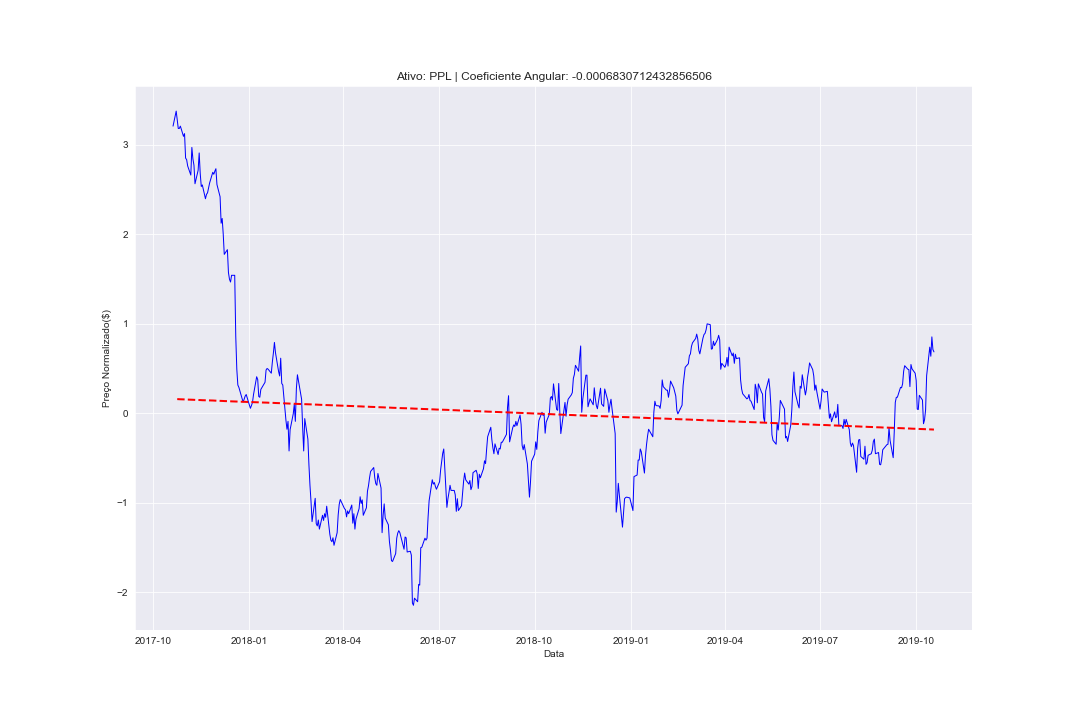 Ativo: PPL | Coeficiente Angular: -0.0006830712432856506
Preço Normalizado($)
3
2
1
0
−1
−2
2017-10 2018-01 2018-04 2018-07 2018-10 2019-01 2019-04 2019-07 2019-10
Data